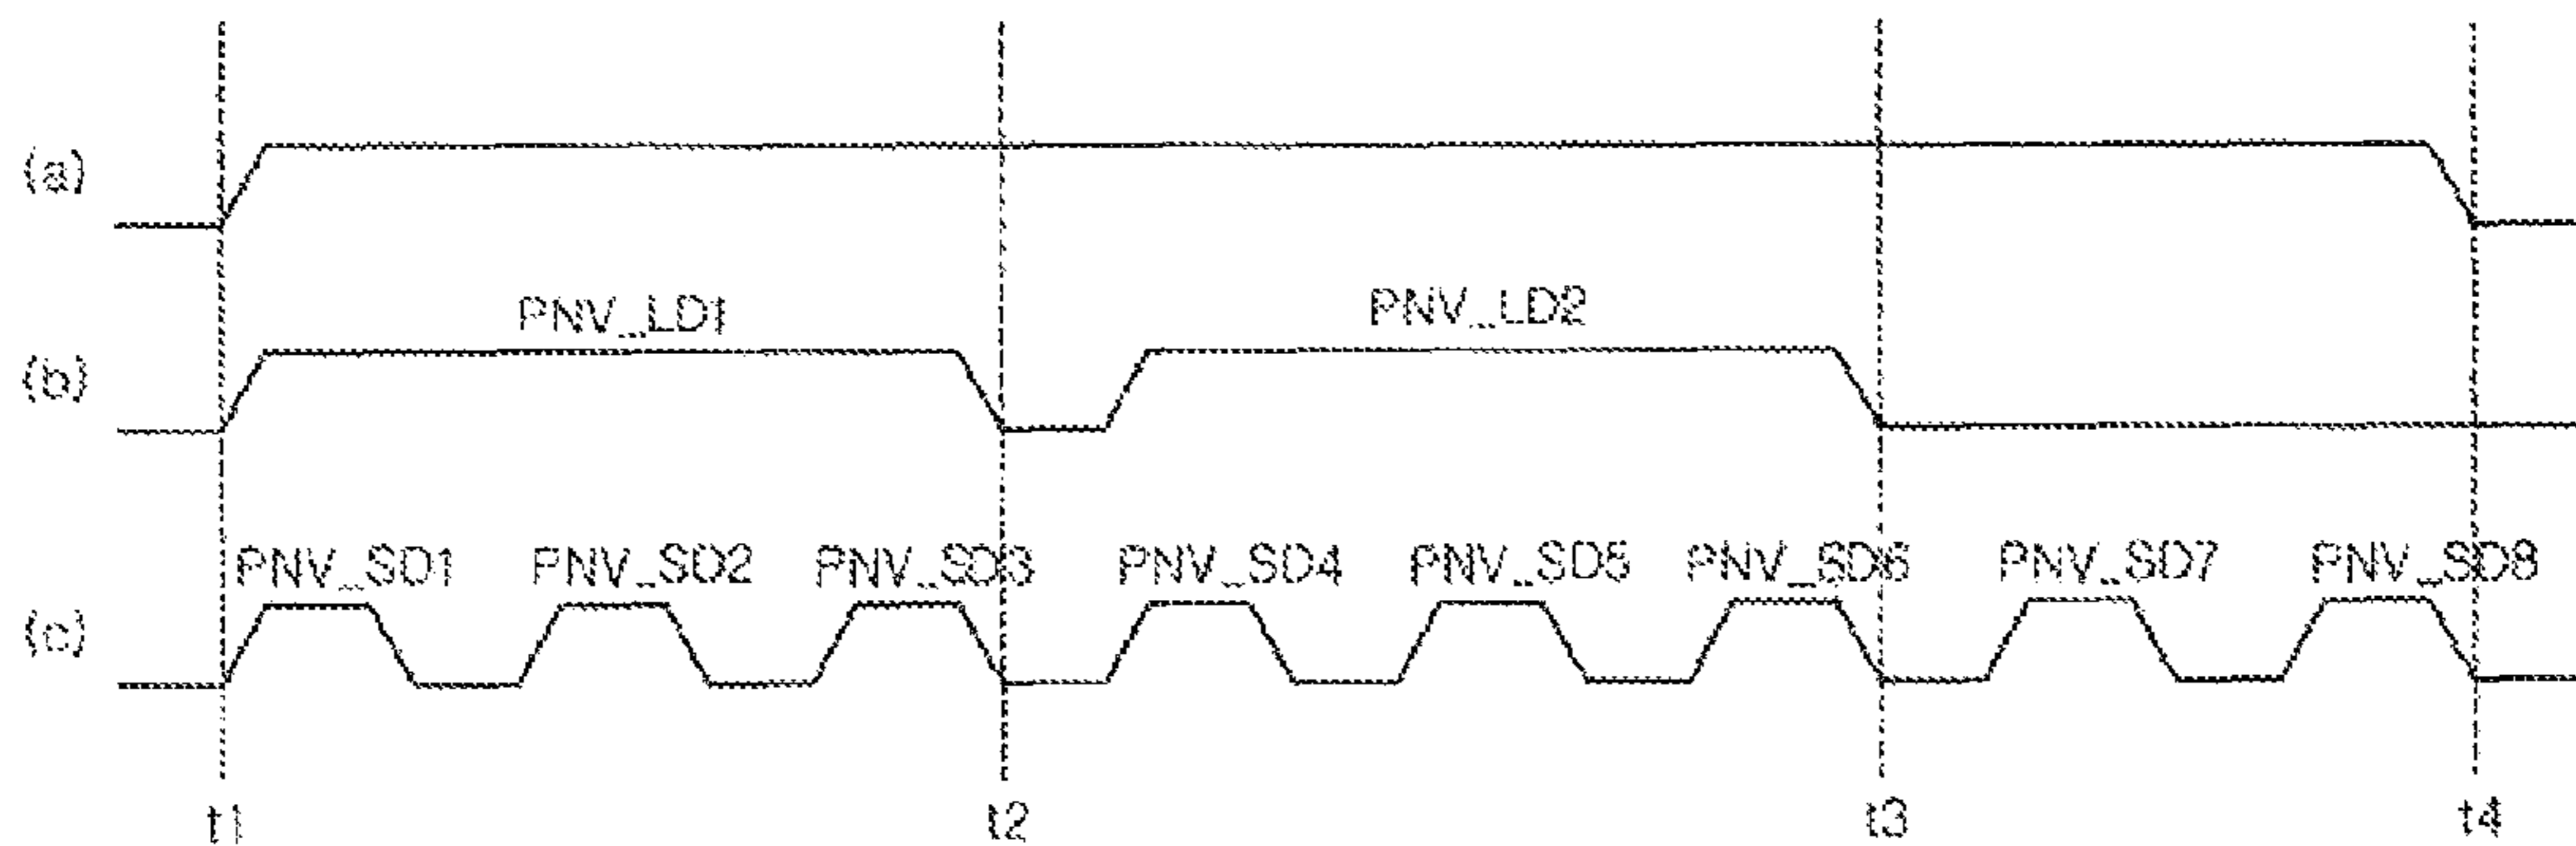 (a)
PNV_LD1 PNV_LD2
(b)
PNV_SD1 PNV_SD2 PNV_SD3 PNV_SD4 PNV_SD5 PNV_SD6 PNV_SD7 PNV_SD8
(c)
t1 t2 t3 t4